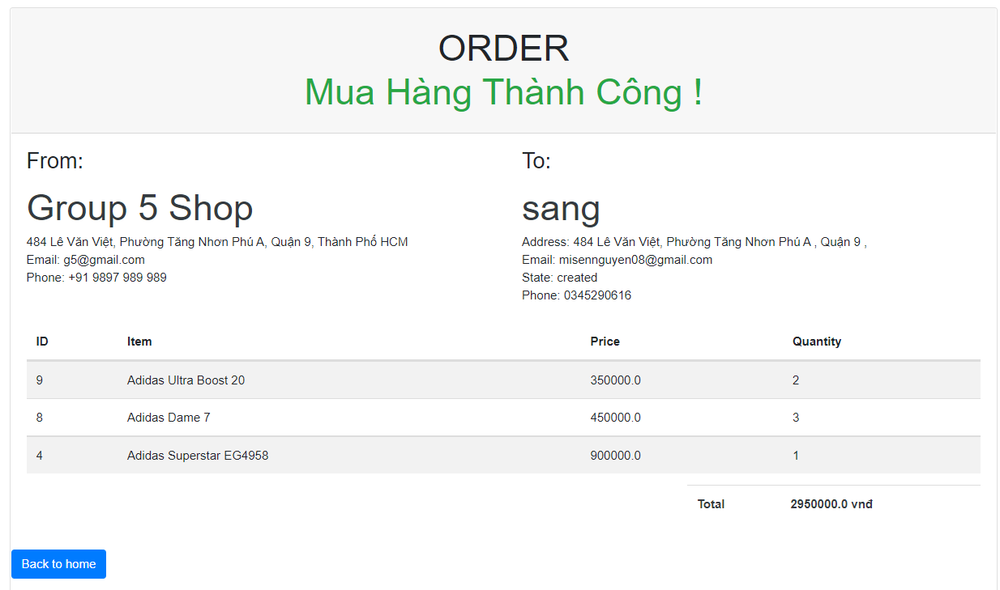 ORDER
Mua Hàng Thành Công !
From:
Group 5 Shop
484 Lê Văn Việt, Phường Tăng Nhơn Phú A, Quận 9, Thành Phố HCM
Email: g5@gmail.com
Phone: +91 9897 989 989
To:
sang
Address: 484 Lê Văn Việt, Phường Tăng Nhơn Phú A , Quận 9 ,
Email: misennguyen08@gmail.com
State: created
Phone: 0345290616
ID Item Price Quantity
9 Adidas Ultra Boost 20 350000.0 2
8 Adidas Dame 7 450000.0 3
4 Adidas Superstar EG4958 900000.0 1
Total 2950000.0 vnđ
Back to home